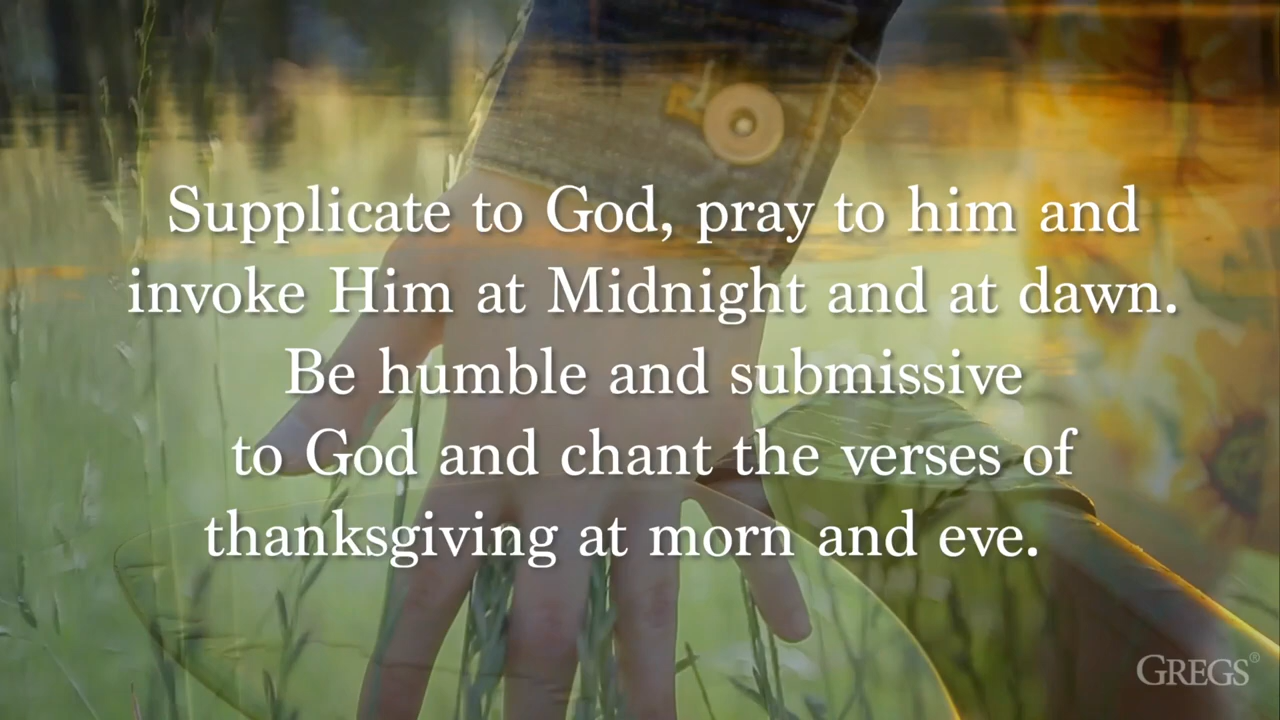 Supplicate to God, pray to him and
invoke Him at Midnight and at dawn.
Be humble and submissive
to God and chant the verses of
thanksgiving at morn and eve.
GREGS®